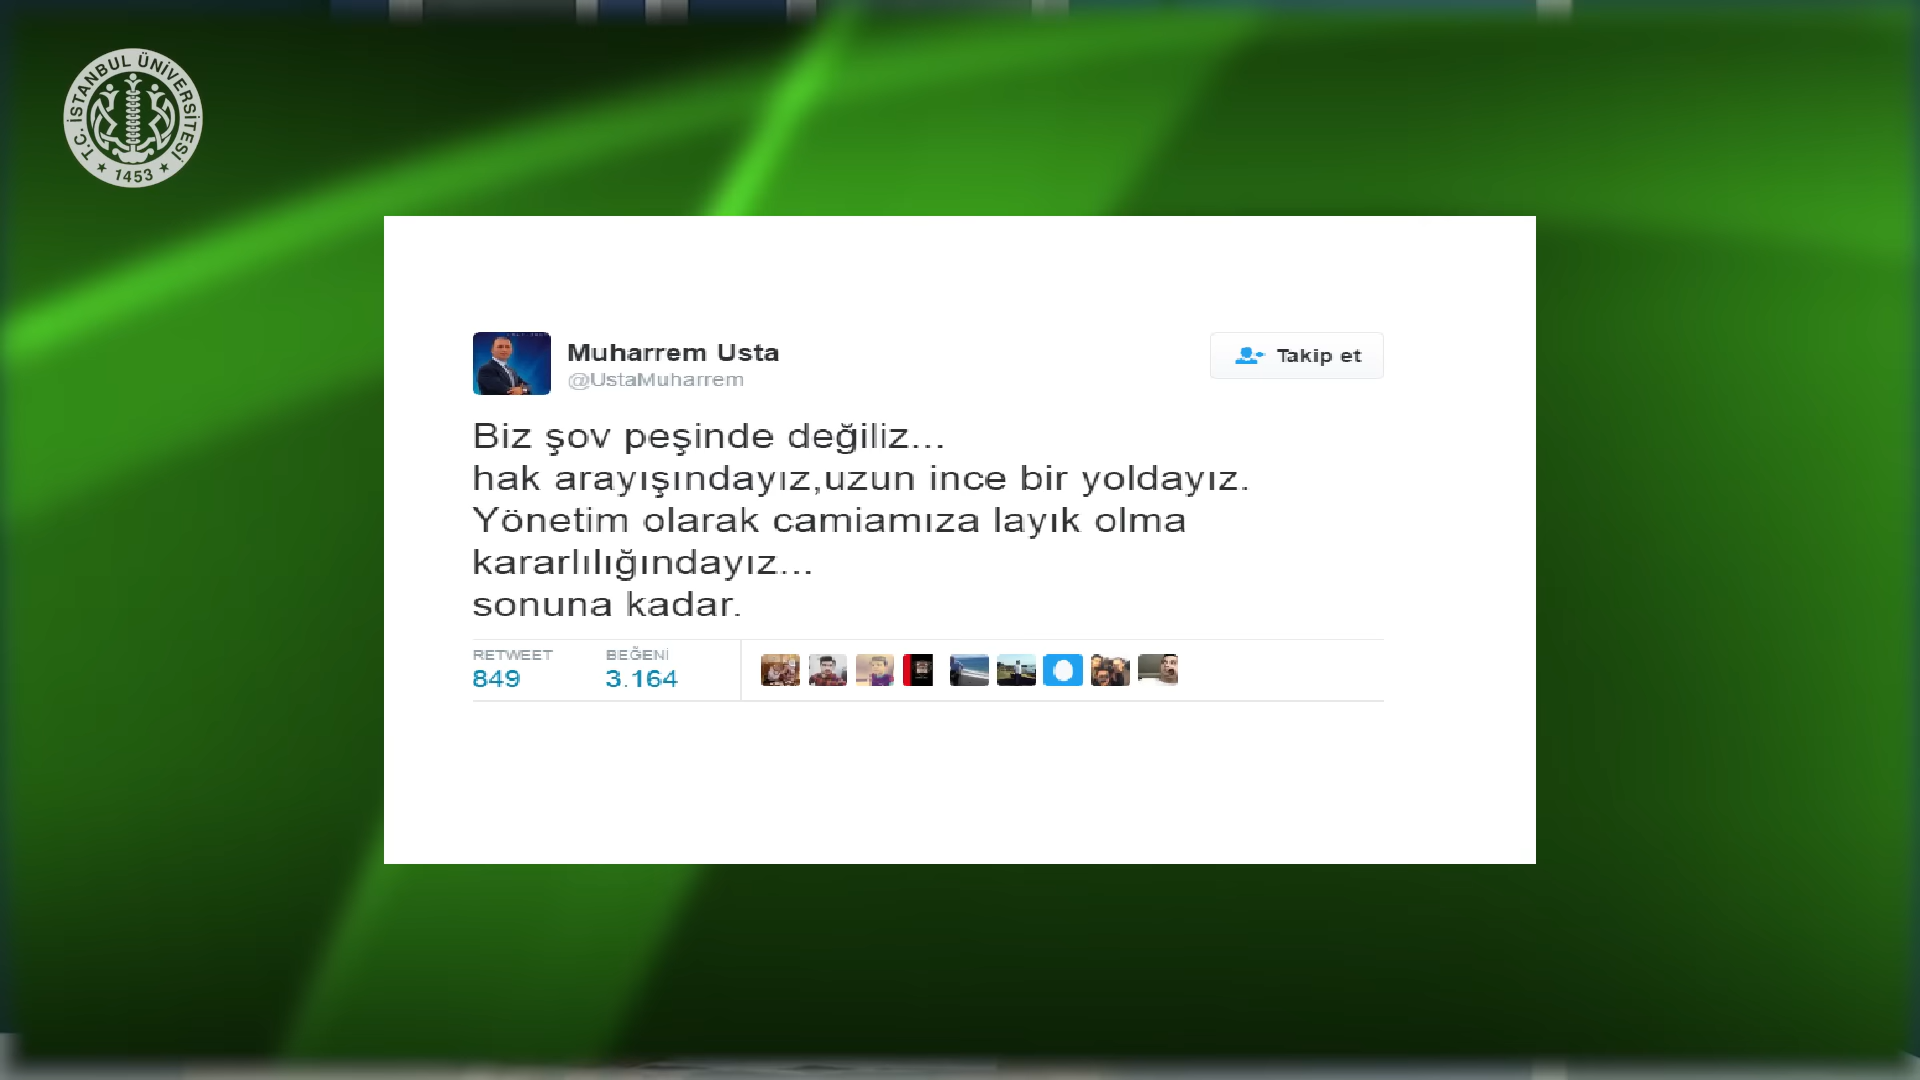 T.C. İSTANBUL ÜNİVERSİTESİ
1453
Muharrem Usta
@UstaMuharrem
Takip et
Biz şov peşinde değiliz...
hak arayışındayız,uzun ince bir yoldayız.
Yönetim olarak camiamıza layık olma
kararlılığındayız...
sonuna kadar.
RETWEET BEĞENİ
849 3.164